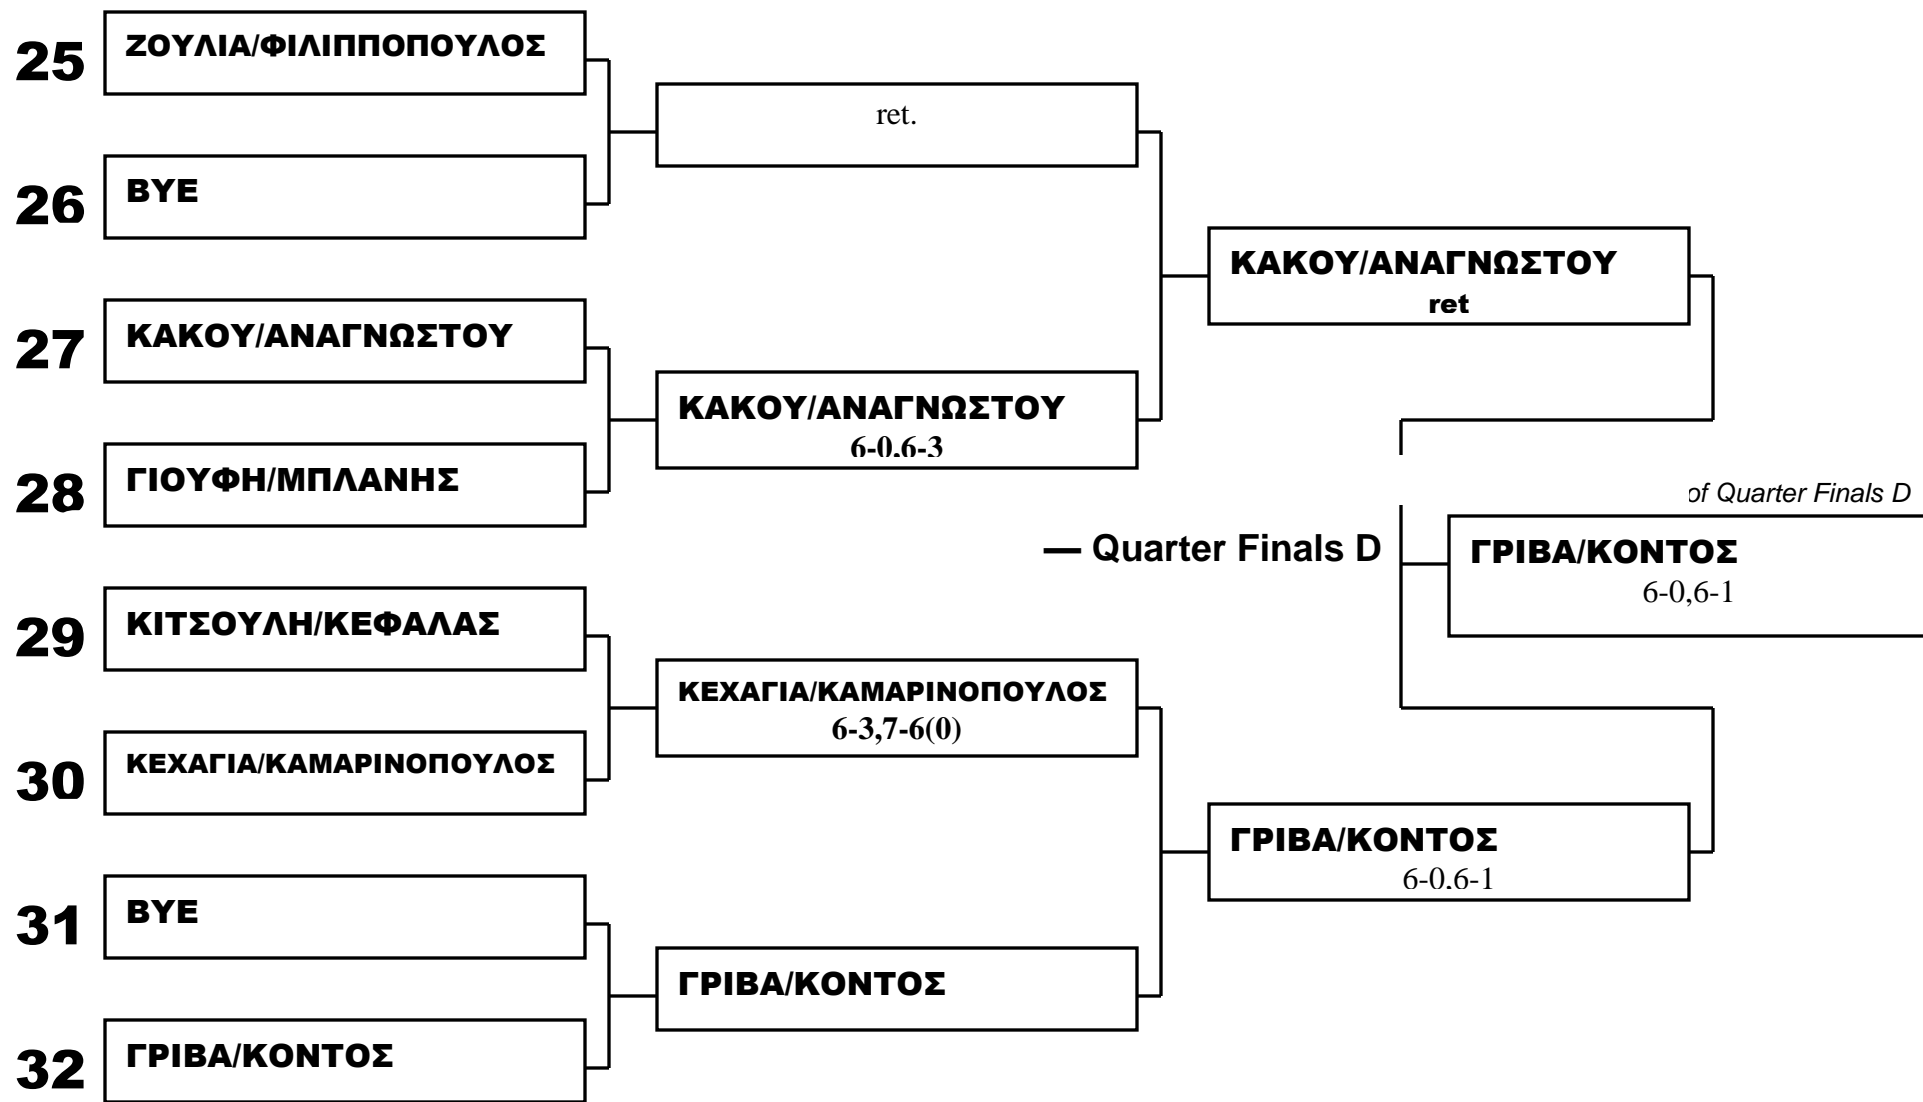 25
ΖΟΥΛΙΑ/ΦΙΛΙΠΠΟΠΟΥΛΟΣ
ret.
26
BYE
ΚΑΚΟΥ/ΑΝΑΓΝΩΣΤΟΥ
ret
27
ΚΑΚΟΥ/ΑΝΑΓΝΩΣΤΟΥ
ΚΑΚΟΥ/ΑΝΑΓΝΩΣΤΟΥ
6-0,6-3
28
ΓΙΟΥΦΗ/ΜΠΛΑΝΗΣ
of Quarter Finals D
— Quarter Finals D
ΓΡΙΒΑ/ΚΟΝΤΟΣ
6-0,6-1
29
ΚΙΤΣΟΥΛΗ/ΚΕΦΑΛΑΣ
ΚΕΧΑΓΙΑ/ΚΑΜΑΡΙΝΟΠΟΥΛΟΣ
6-3,7-6(0)
30
ΚΕΧΑΓΙΑ/ΚΑΜΑΡΙΝΟΠΟΥΛΟΣ
ΓΡΙΒΑ/ΚΟΝΤΟΣ
6-0,6-1
31
BYE
ΓΡΙΒΑ/ΚΟΝΤΟΣ
32
ΓΡΙΒΑ/ΚΟΝΤΟΣ